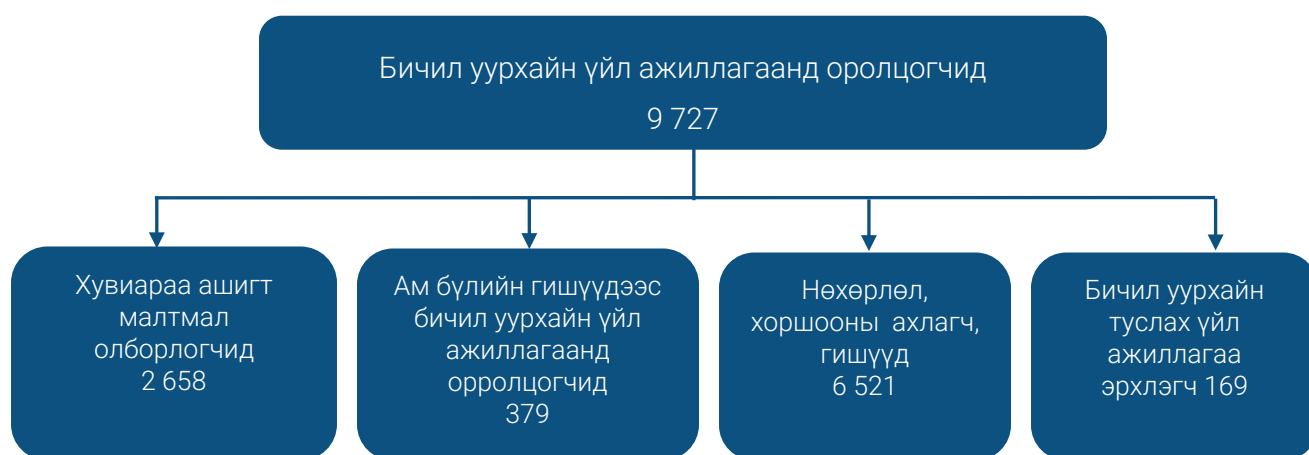 Бичил уурхайн үйл ажиллагаанд оролцогчид
9 727
Хувиараа ашигт
малтмал
олборлогчид
2 658
Ам бүлийн гишүүдээс
бичил уурхайн үйл
ажиллагаанд
орролцогчид
379
Нөхөрлөл,
хоршооны ахлагч,
гишүүд
6 521
Бичил уурхайн
туслах үйл
ажиллагаа
эрхлэгч 169